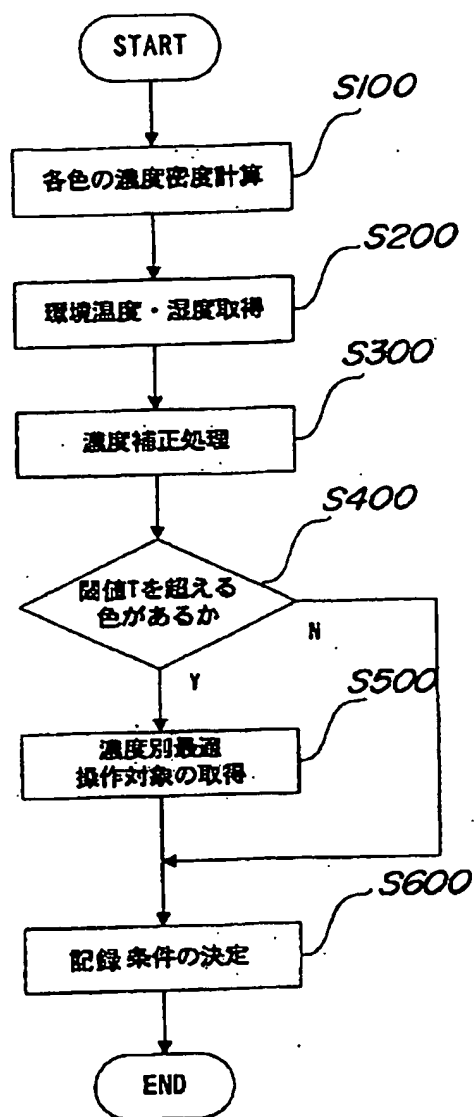 START
S100
各色の濃度密度計算
S200
環境温度・湿度取得
S300
濃度補正処理
S400
閾値Tを超える
色があるか
N
Y
S500
濃度別最適
操作対象の取得
S600
記録条件の決定
END